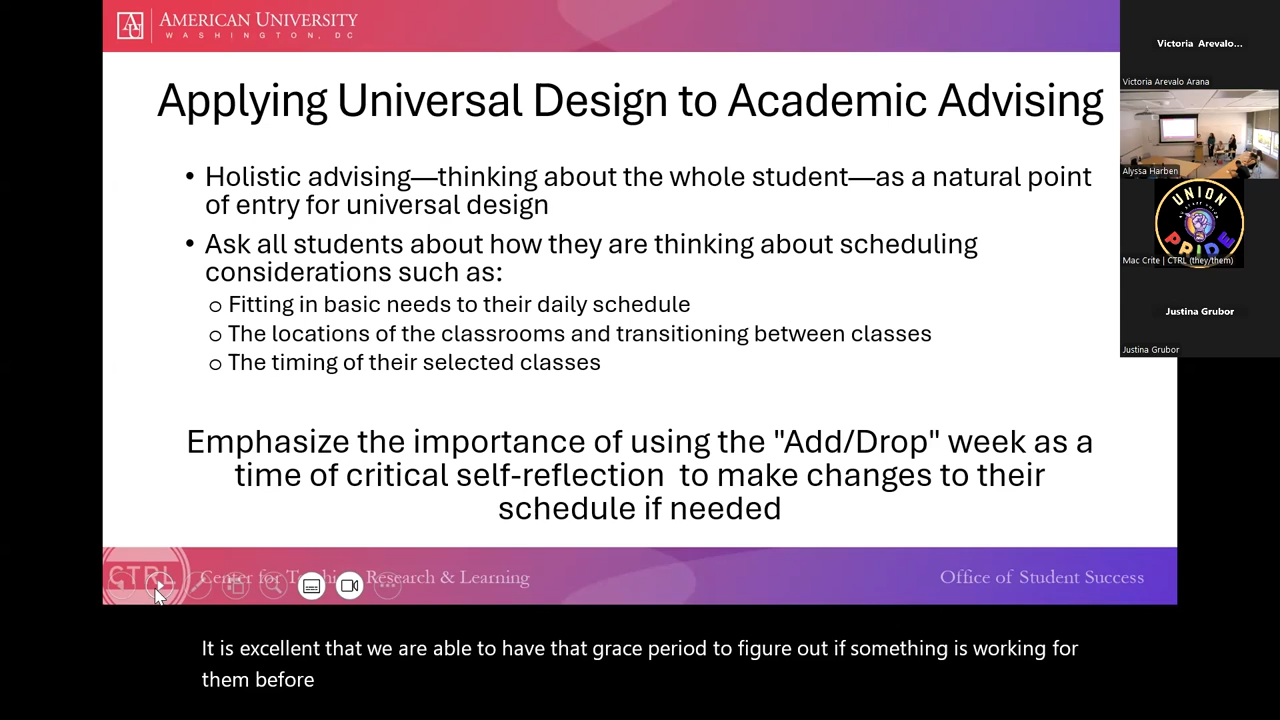 AMERICAN UNIVERSITY
WASHINGTON, DC
Applying Universal Design to Academic Advising
• Holistic advising—thinking about the whole student—as a natural point
of entry for universal design
• Ask all students about how they are thinking about scheduling
considerations such as:
o Fitting in basic needs to their daily schedule
o The locations of the classrooms and transitioning between classes
o The timing of their selected classes
Emphasize the importance of using the "Add/Drop" week as a
time of critical self-reflection to make changes to their
schedule if needed
CTRL
Center for Teaching Research & Learning
Office of Student Success
It is excellent that we are able to have that grace period to figure out if something is working for
them before
Victoria Arevalo...
Victoria Arevalo Arana
Alyssa Harben
UNION
PRIDE
Mac Crite | CTRL (they/them)
Justina Grubor
Justina Grubor